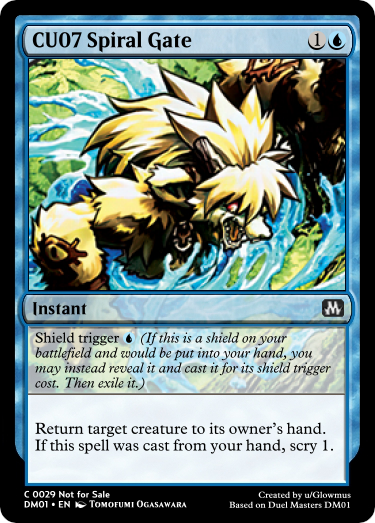 CU07 Spiral Gate 1
Instant
Shield trigger (If this is a shield on your
battlefield and would be put into your hand, you
may instead reveal it and cast it for its shield trigger
cost. Then exile it.)
Return target creature to its owner's hand.
If this spell was cast from your hand, scry 1.
C 0029 Not for Sale
DM01 • EN Tomofumi Ogasawara
Created by u/Glowmus
Based on Duel Masters DM01